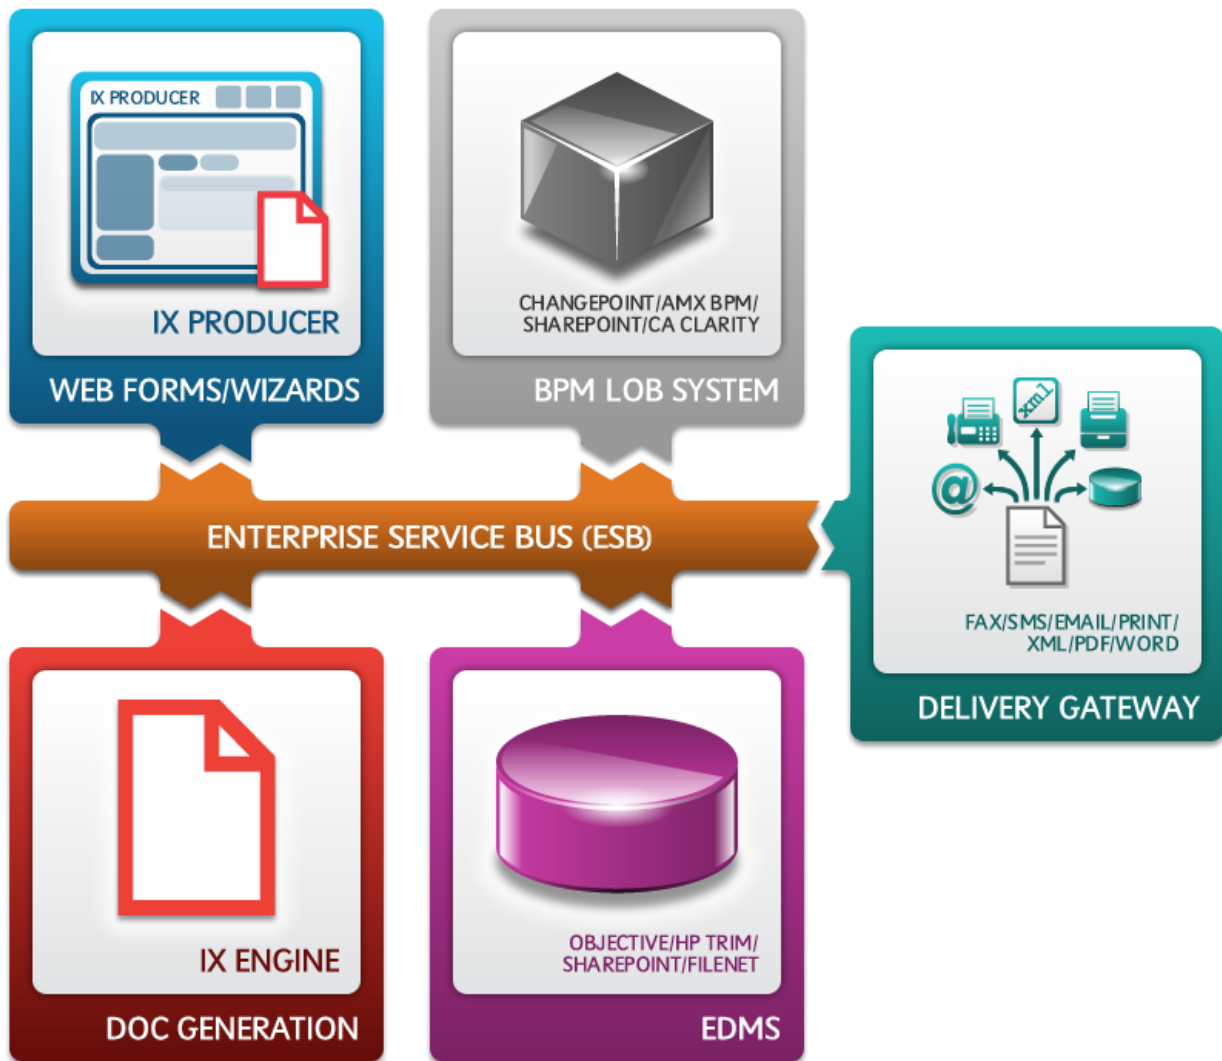 IX PRODUCER
IX PRODUCER
WEB FORMS/WIZARDS
CHANGEPOINT/AMX BPM/
SHAREPOINT/CA CLARITY
BPM LOB SYSTEM
ENTERPRISE SERVICE BUS (ESB)
xml
@
FAX/SMS/EMAIL/PRINT/
XML/PDF/WORD
DELIVERY GATEWAY
IX ENGINE
DOC GENERATION
OBJECTIVE/HP TRIM/
SHAREPOINT/FILENET
EDMS